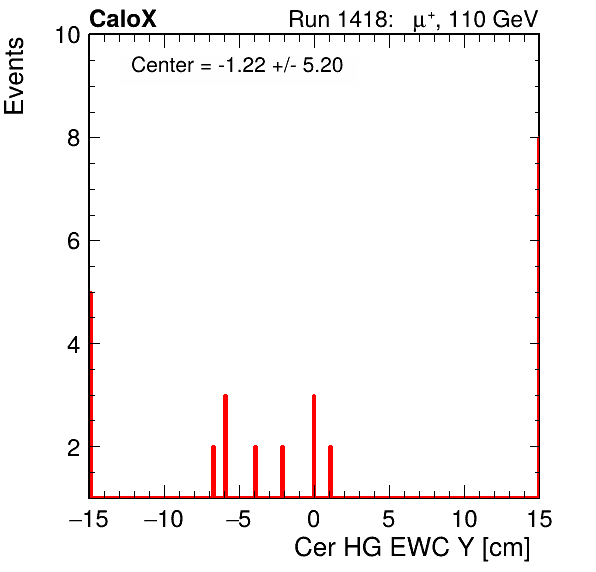 CaloX Run 1418: μ⁺, 110 GeV
Center = -1.22 +/- 5.20
Events
10
8
6
4
2
−15 −10 −5 0 5 10 15
Cer HG EWC Y [cm]